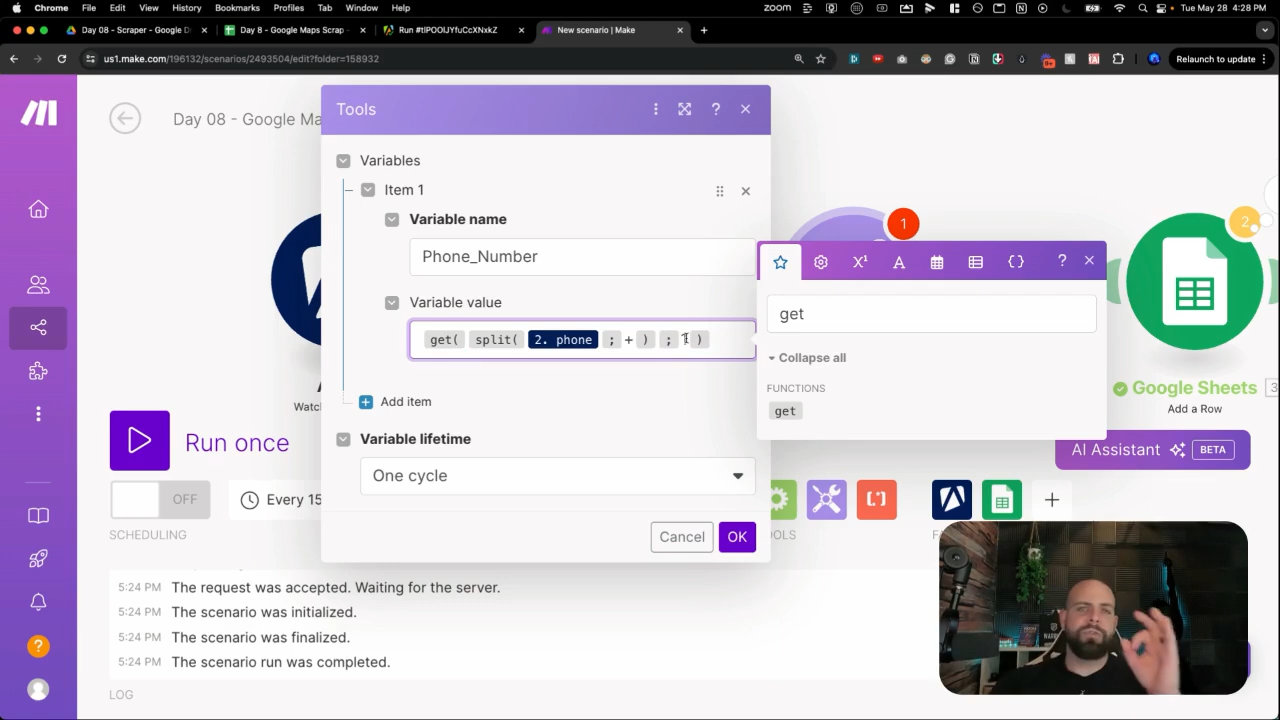 Chrome File Edit View History Bookmarks Profiles Tab Window Help
zoom Tue May 28 4:28 PM
Day 08 - Scraper - Google D
Day 8 - Google Maps Scrap
Run #tIPOOIJYfuCcXNxkZ
New scenario | Make
us1.make.com/196132/scenarios/2493504/edit?folder=158932
Relaunch to update
Day 08 - Google Ma
Tools
Variables
Item 1
Variable name
Phone_Number
Variable value
get( split( 2. phone ; + ) ; )
Add item
Variable lifetime
One cycle
Cancel OK
get
Collapse all
FUNCTIONS
get
1
2
Google Sheets 3
Add a Row
Watc
Run once
AI Assistant BETA
OFF
Every 15
SCHEDULING
OOLS
F
5:24 PM The request was accepted. Waiting for the server.
5:24 PM The scenario was initialized.
5:24 PM The scenario was finalized.
5:24 PM The scenario run was completed.
LOG